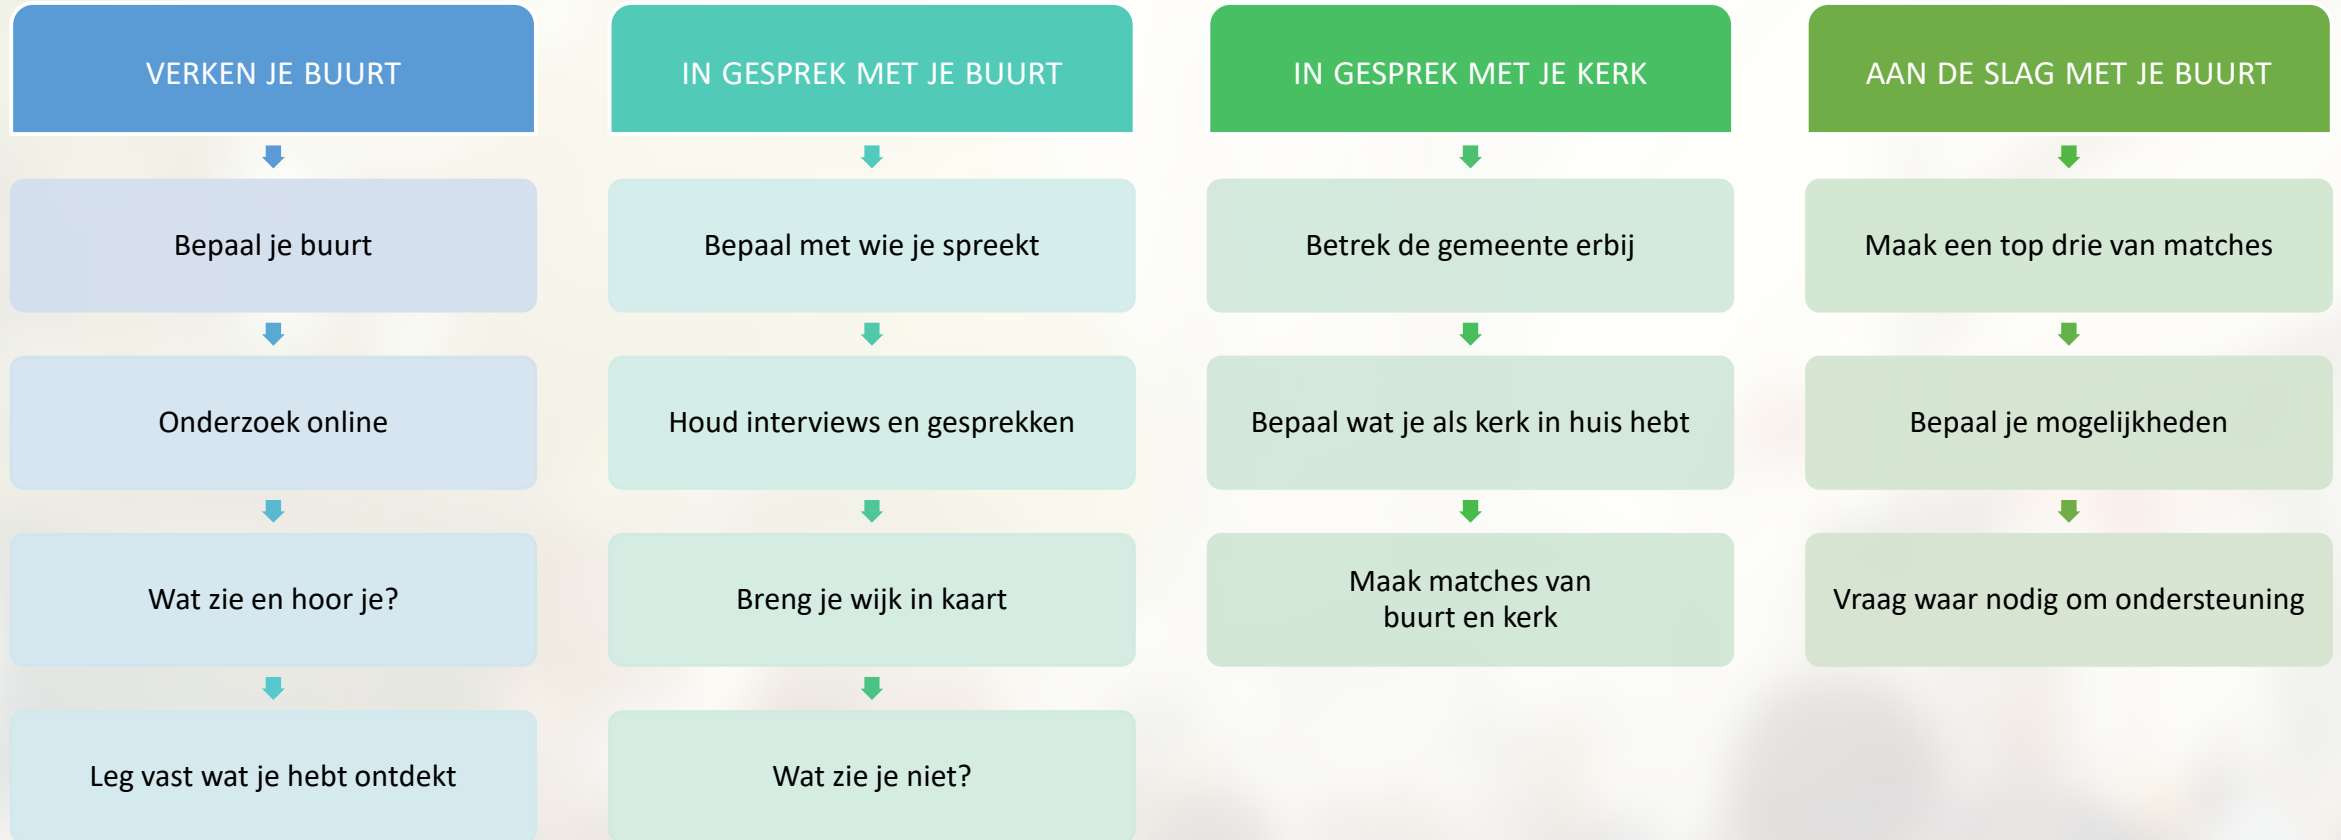 VERKEN JE BUURT
Bepaal je buurt
Onderzoek online
Wat zie en hoor je?
Leg vast wat je hebt ontdekt
IN GESPREK MET JE BUURT
Bepaal met wie je spreekt
Houd interviews en gesprekken
Breng je wijk in kaart
Wat zie je niet?
IN GESPREK MET JE KERK
Betrek de gemeente erbij
Bepaal wat je als kerk in huis hebt
Maak matches van
buurt en kerk
AAN DE SLAG MET JE BUURT
Maak een top drie van matches
Bepaal je mogelijkheden
Vraag waar nodig om ondersteuning